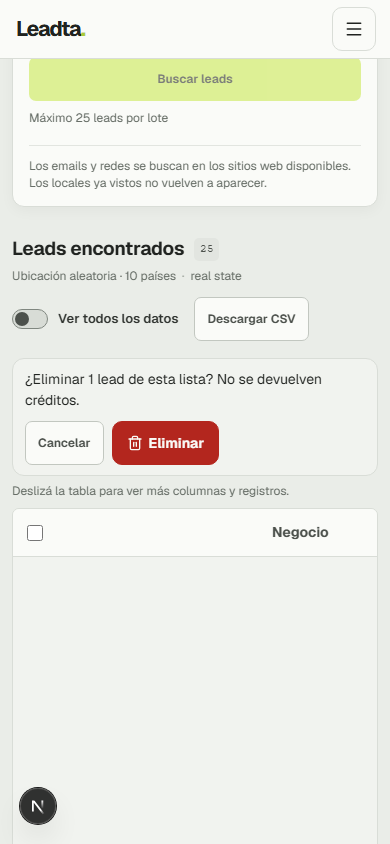 Leadta.
Buscar leads
Máximo 25 leads por lote
Los emails y redes se buscan en los sitios web disponibles.
Los locales ya vistos no vuelven a aparecer.
Leads encontrados 25
Ubicación aleatoria · 10 países · real state
Ver todos los datos
Descargar CSV
¿Eliminar 1 lead de esta lista? No se devuelven
créditos.
Cancelar
Eliminar
Deslizá la tabla para ver más columnas y registros.
Negocio
N